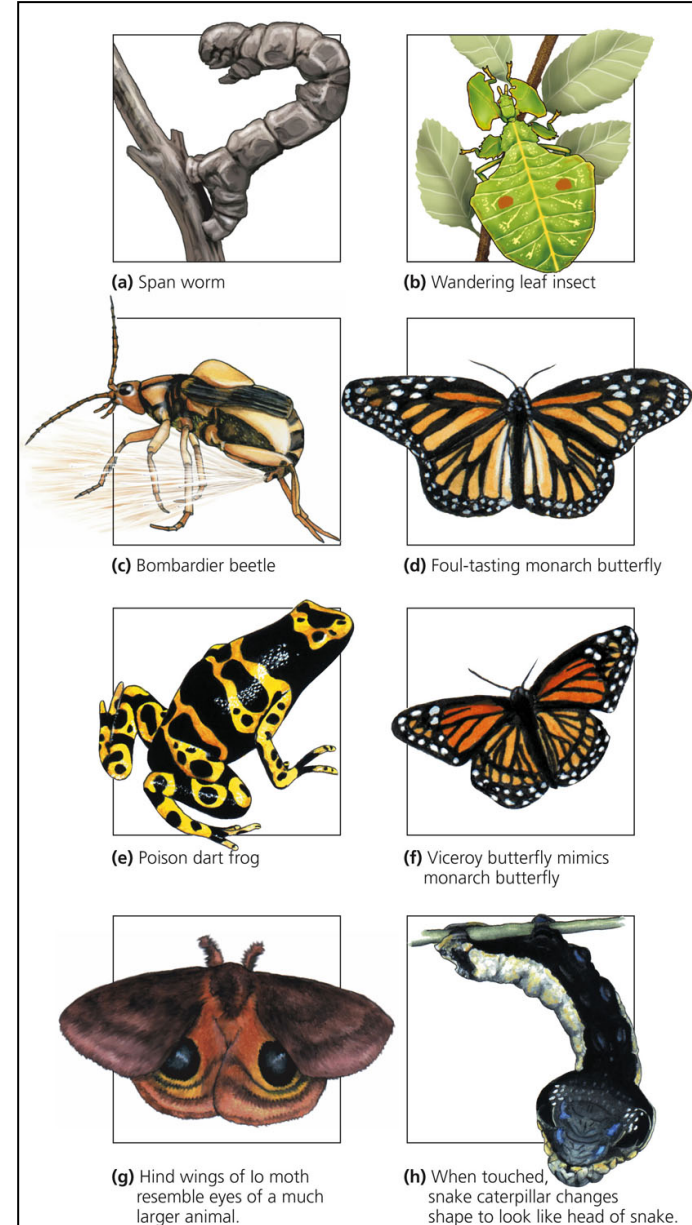 (a) Span worm
(b) Wandering leaf insect
(c) Bombardier beetle
(d) Foul-tasting monarch butterfly
(e) Poison dart frog
(f) Viceroy butterfly mimics
monarch butterfly
(g) Hind wings of Io moth
resemble eyes of a much
larger animal.
(h) When touched,
snake caterpillar changes
shape to look like head of snake.